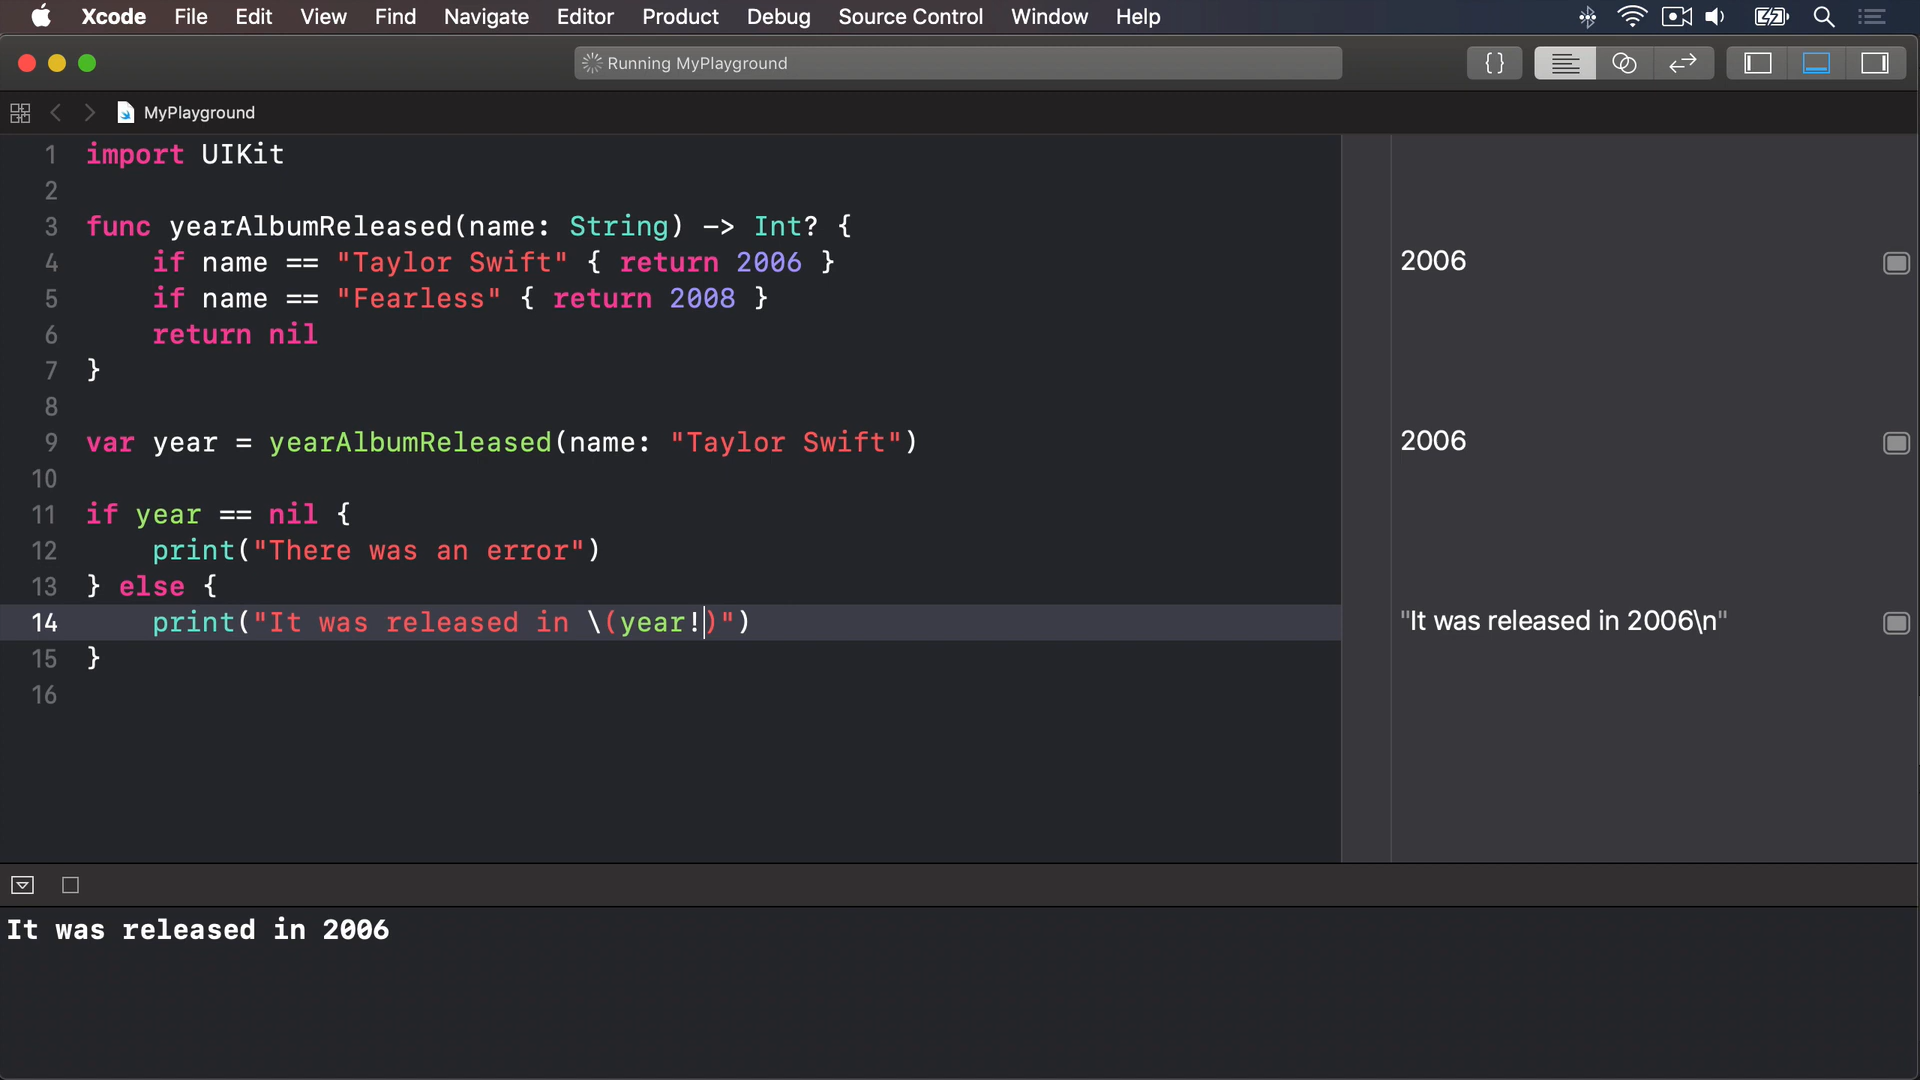 Xcode File Edit View Find Navigate Editor Product Debug Source Control Window Help
Running MyPlayground
{}
MyPlayground
1 import UIKit
2
3 func yearAlbumReleased(name: String) -> Int? {
4 if name == "Taylor Swift" { return 2006 }
2006
5 if name == "Fearless" { return 2008 }
6 return nil
7 }
8
9 var year = yearAlbumReleased(name: "Taylor Swift")
2006
10
11 if year == nil {
12 print("There was an error")
13 } else {
14 print("It was released in \(year!)")
"It was released in 2006\n"
15 }
16
It was released in 2006